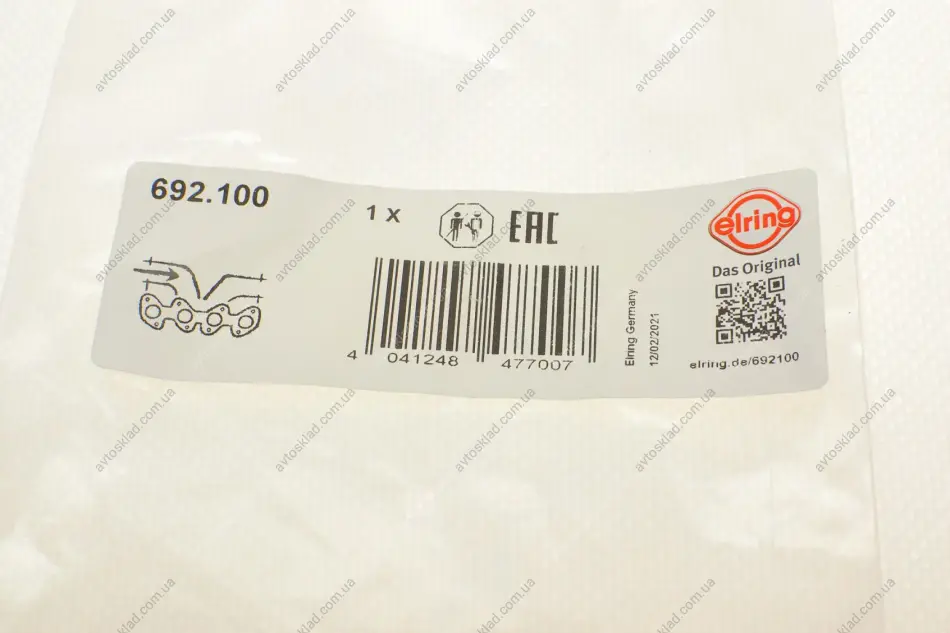 692.100
1 x
EAC
elring
Das Original
4 041248 477007
Elring Germany
12/02/2021
elring.de/692100
avtosklad.com.ua